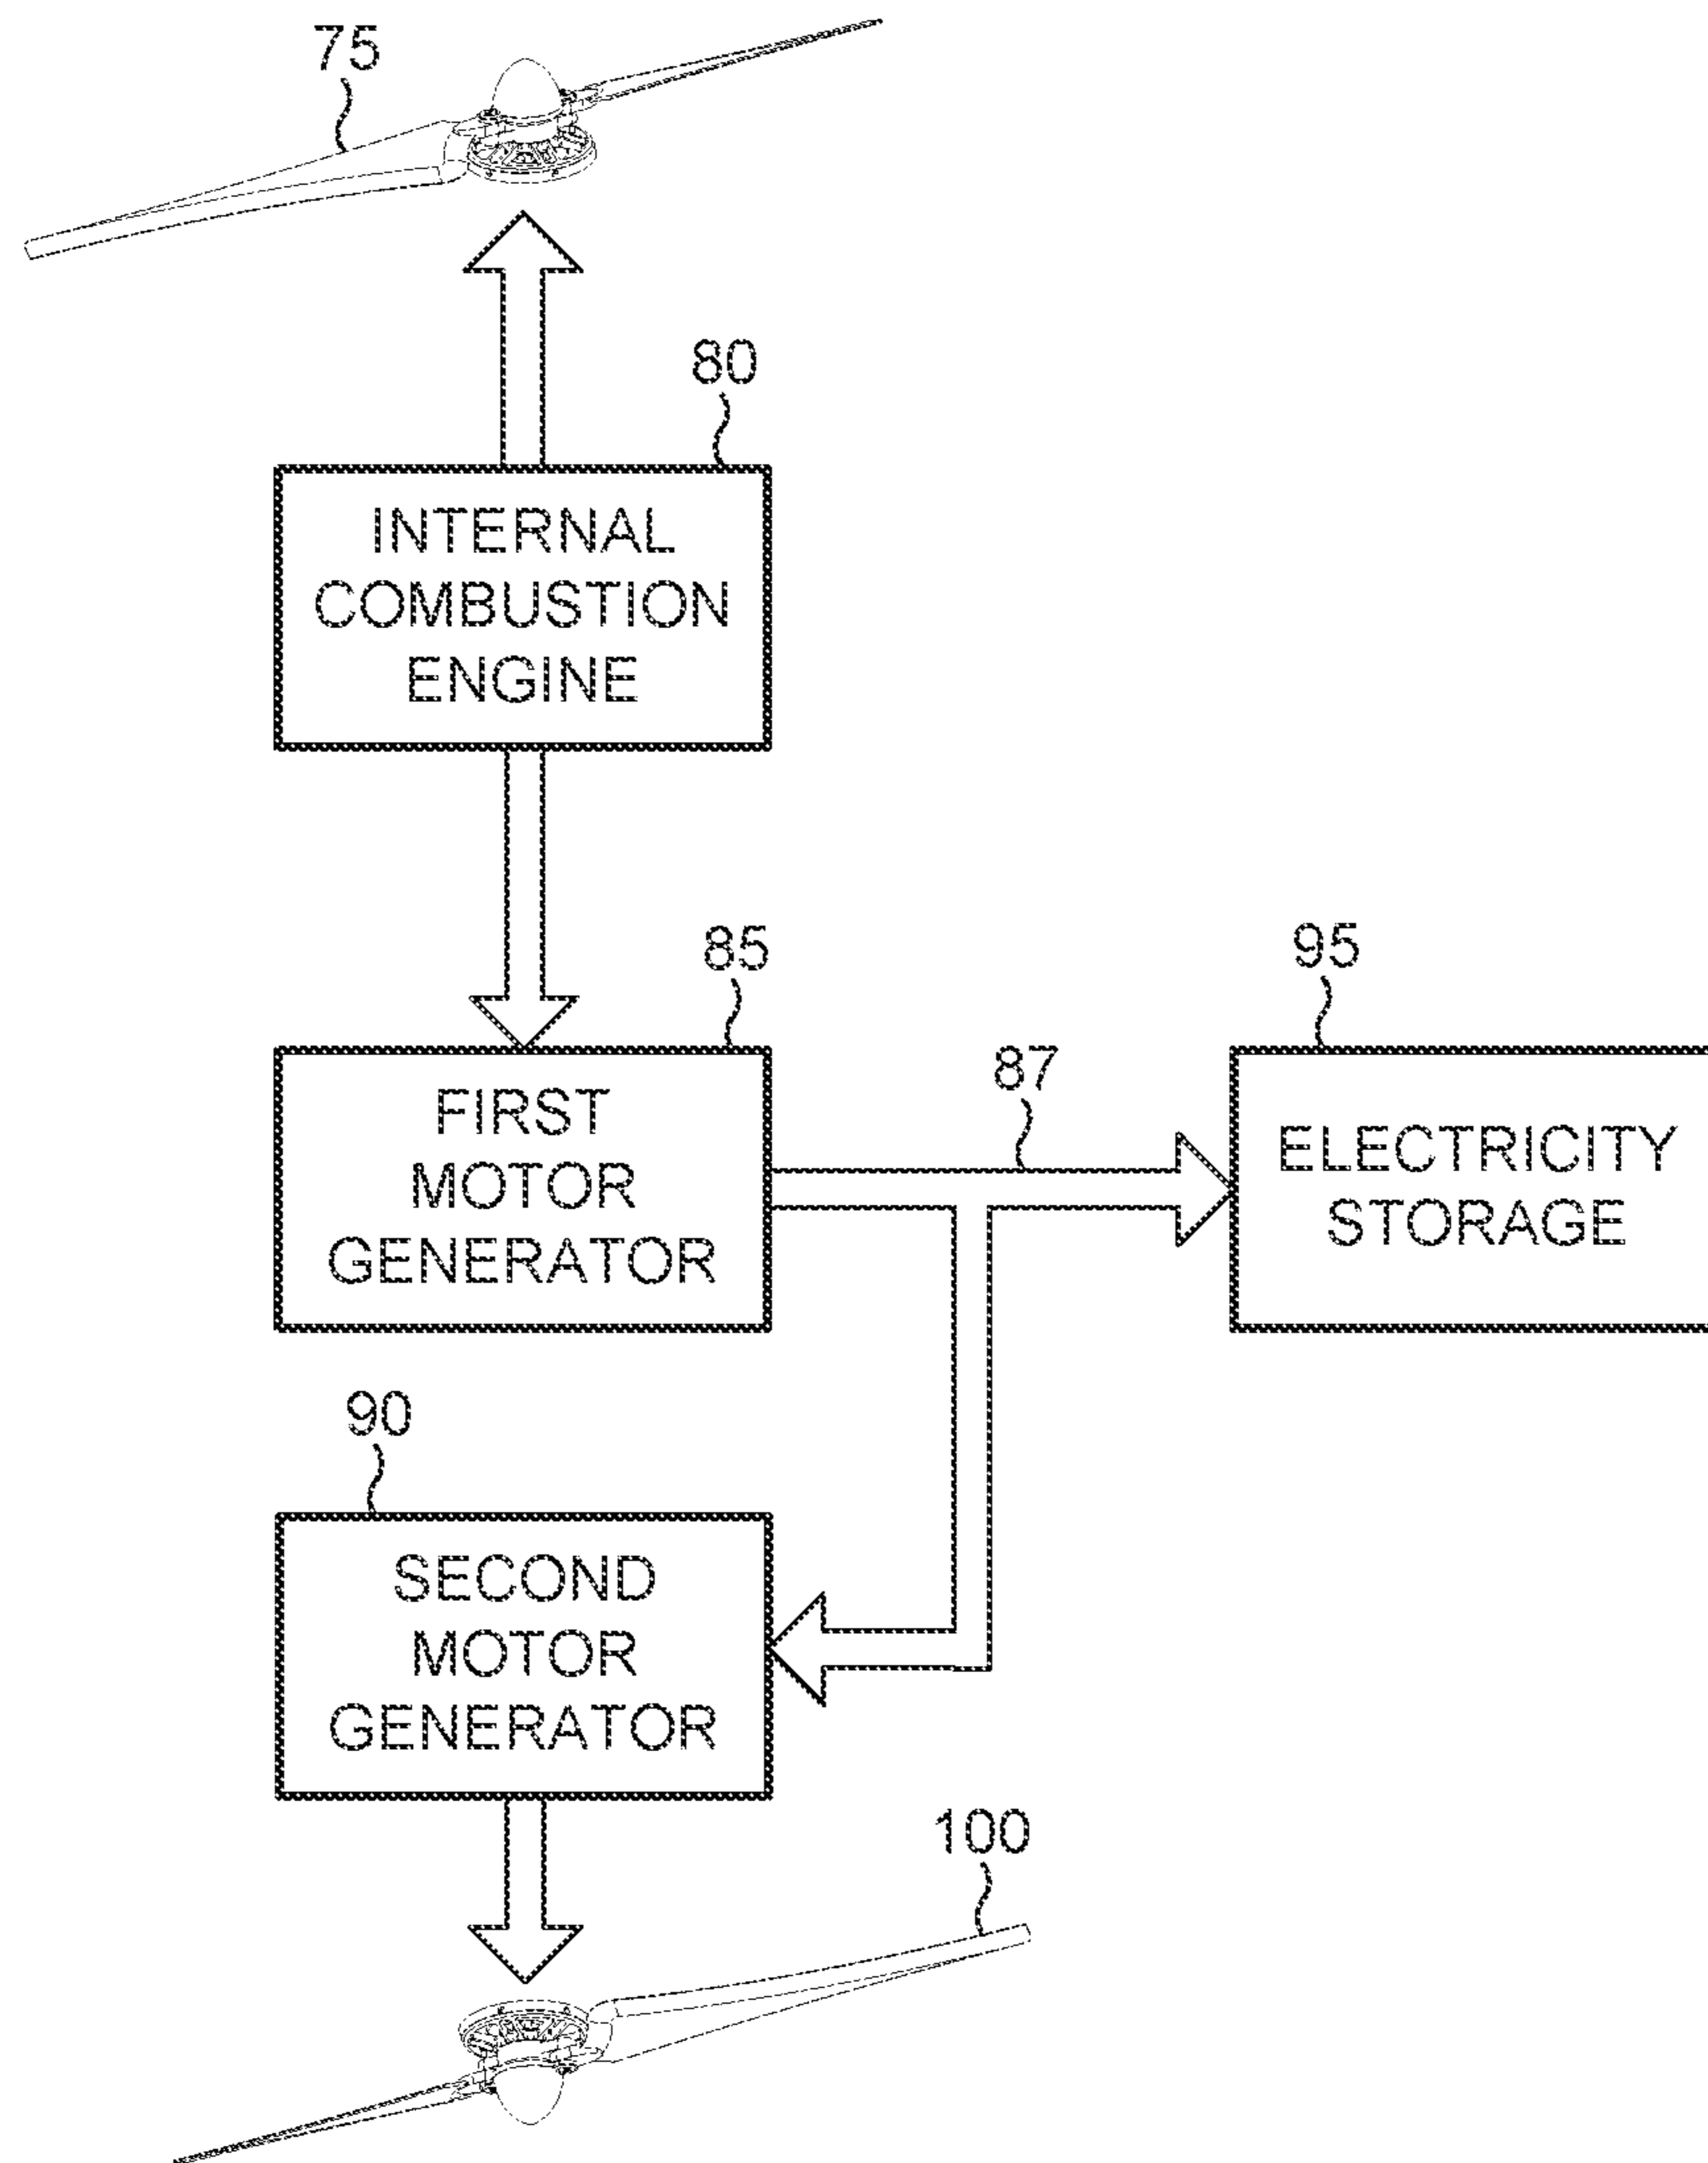 75
80
INTERNAL
COMBUSTION
ENGINE
85
95
87
FIRST
MOTOR
GENERATOR
ELECTRICITY
STORAGE
90
SECOND
MOTOR
GENERATOR
100